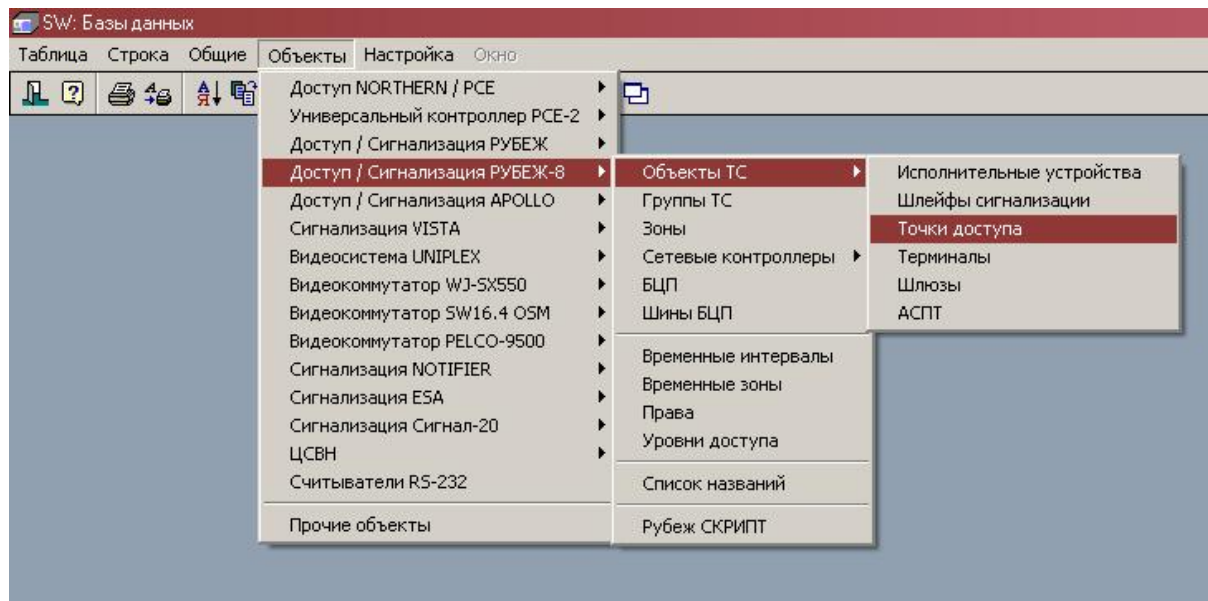 SW: Базы данных
Таблица Строка Общие Объекты Настройка Окно
Доступ NORTHERN / PCE
Универсальный контроллер PCE-2
Доступ / Сигнализация РУБЕЖ
Доступ / Сигнализация РУБЕЖ-8
Доступ / Сигнализация APOLLO
Сигнализация VISTA
Видеосистема UNIPLEX
Видеокоммутатор WJ-SX550
Видеокоммутатор SW16.4 OSM
Видеокоммутатор PELCO-9500
Сигнализация NOTIFIER
Сигнализация ESA
Сигнализация Сигнал-20
ЦСВН
Считыватели RS-232
Прочие объекты
Объекты ТС
Группы ТС
Зоны
Сетевые контроллеры
БЦП
Шины БЦП
Временные интервалы
Временные зоны
Права
Уровни доступа
Список названий
Рубеж СКРИПТ
Исполнительные устройства
Шлейфы сигнализации
Точки доступа
Терминалы
Шлюзы
АСПТ